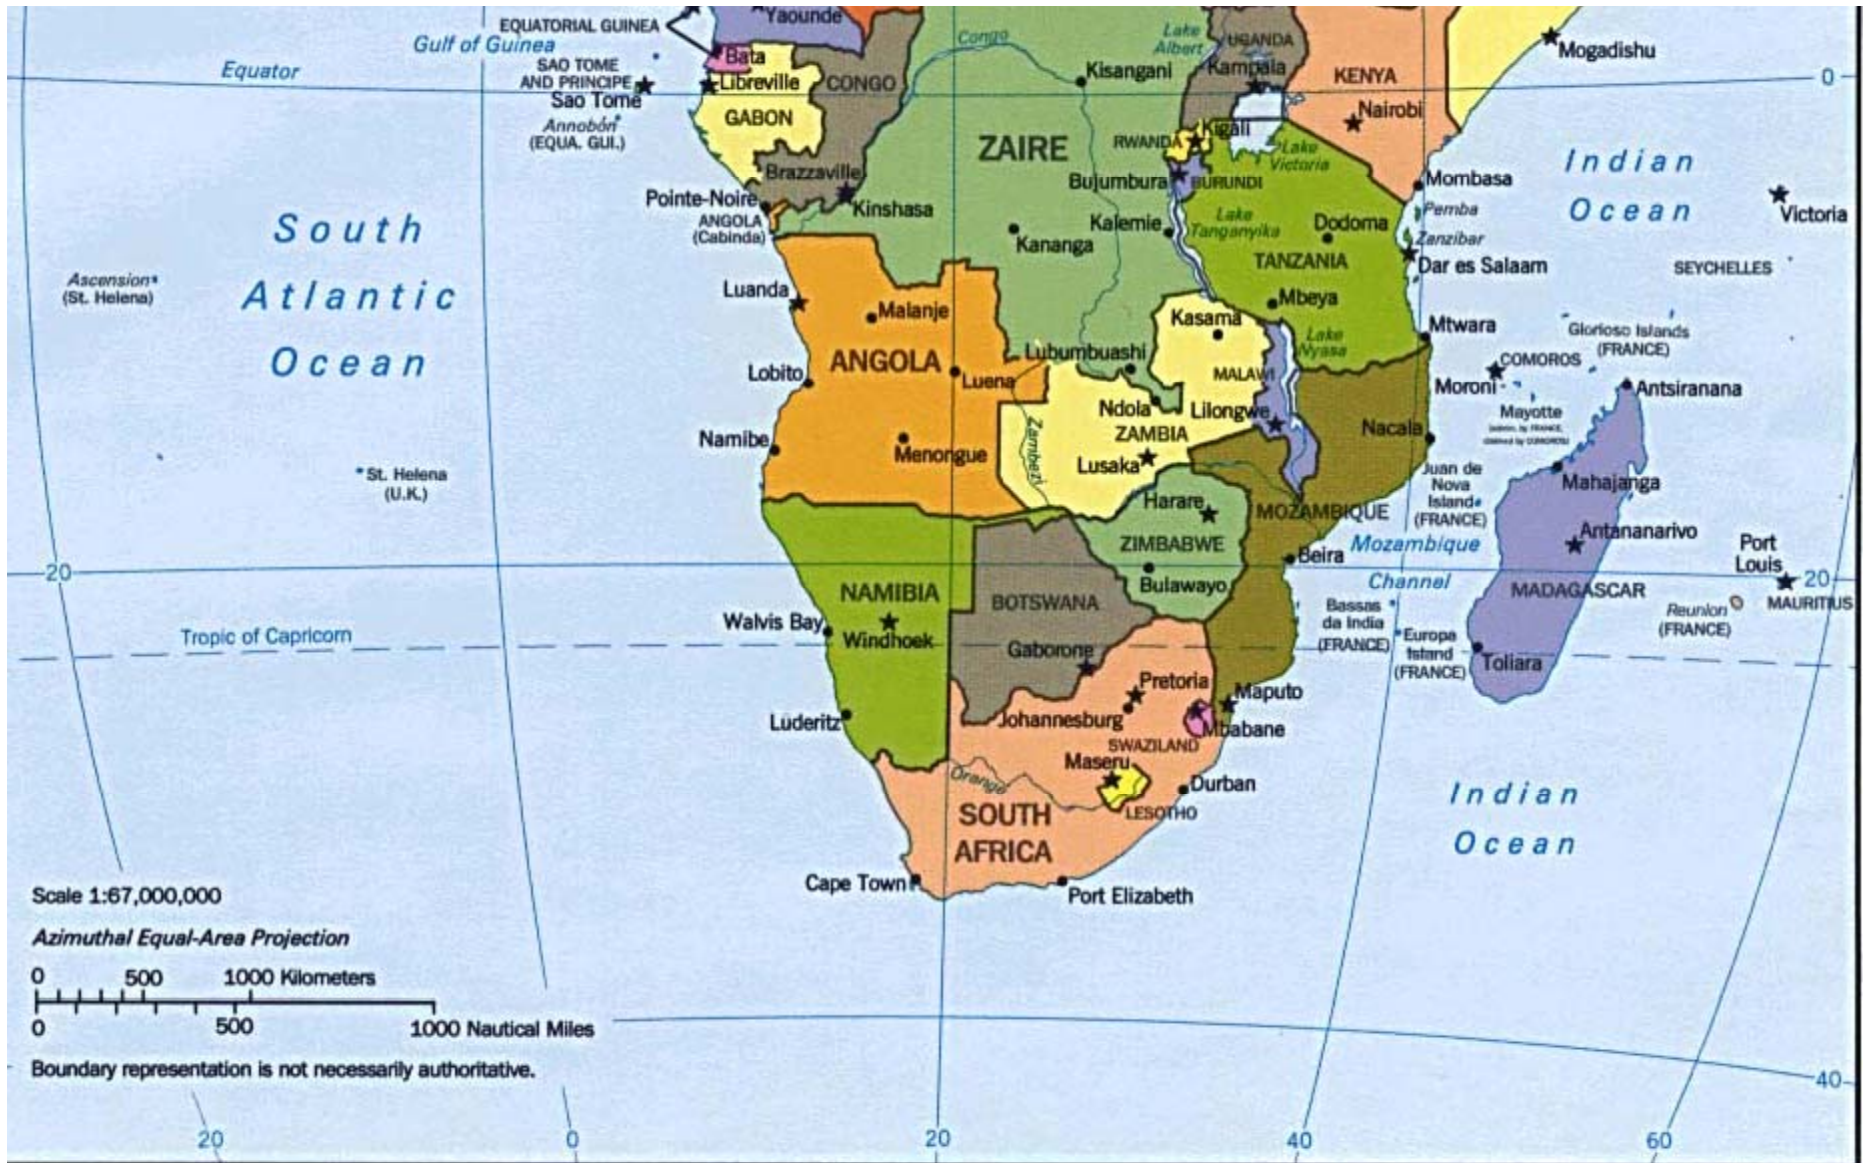 Yaounde
EQUATORIAL GUINEA
Gulf of Guinea
Bata
SAO TOME
AND PRINCIPE
Sao Tome
Libreville
Annobón
(EQUA. GUI.)
GABON
CONGO
Congo
Lake
Albert
UGANDA
Kampala
Mogadishu
Equator
Kisangani
KENYA
Nairobi
0
ZAIRE
RWANDA
Kigali
Lake
Victoria
Indian
Ocean
Brazzaville
Bujumbura
BURUNDI
Mombasa
Pointe-Noire
Kinshasa
ANGOLA
(Cabinda)
Kananga
Kalemie
Lake
Tanganyika
Dodoma
Pemba
Zanzibar
Victoria
South
Atlantic
Ocean
Ascension
(St. Helena)
TANZANIA
Dar es Salaam
SEYCHELLES
Luanda
Malanje
Mbeya
Kasama
Mtwara
Glorioso Islands
(FRANCE)
ANGOLA
Lubumbuashi
Lake
Nyasa
COMOROS
Lobito
Luena
MALAWI
Moroni
Antsiranana
Ndola
Lilongwe
Mayotte
(admin. by FRANCE,
claimed by COMOROS)
Namibe
Menongue
Zambezi
ZAMBIA
Nacala
St. Helena
(U.K.)
Lusaka
Juan de
Nova
Island
(FRANCE)
Mahajanga
Harare
MOZAMBIQUE
Antananarivo
ZIMBABWE
Beira
Mozambique
Channel
Port
Louis
20
NAMIBIA
BOTSWANA
Bulawayo
MADAGASCAR
20
MAURITIUS
Reunion
(FRANCE)
Bassas
da India
(FRANCE)
Walvis Bay
Windhoek
Tropic of Capricorn
Gaborone
Europa
Island
(FRANCE)
Toliara
Pretoria
Maputo
Luderitz
Johannesburg
Mbabane
SWAZILAND
Maseru
Orange
Durban
LESOTHO
SOUTH
AFRICA
Indian
Ocean
Cape Town
Port Elizabeth
Scale 1:67,000,000
Azimuthal Equal-Area Projection
0 500 1000 Kilometers
0 500 1000 Nautical Miles
Boundary representation is not necessarily authoritative.
40
20 0 20 40 60